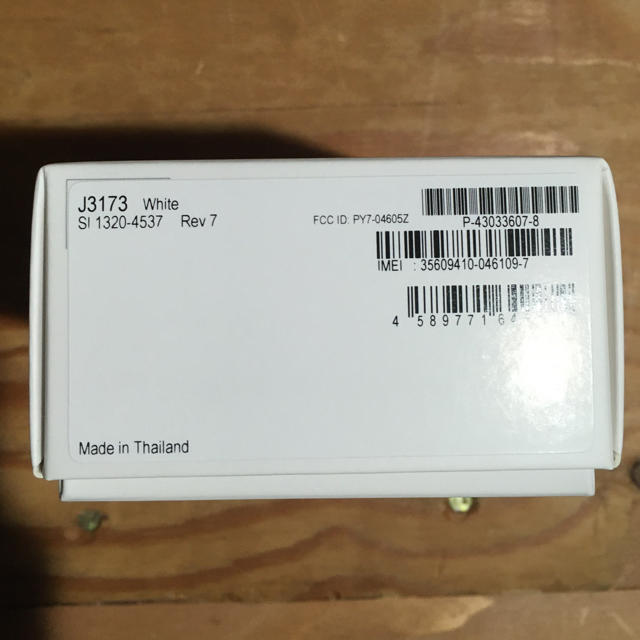 J3173 White
SI 1320-4537 Rev 7
FCC ID: PY7-04605Z
P-43033607-8
IMEI : 35609410-046109-7
4 589771 6
Made in Thailand